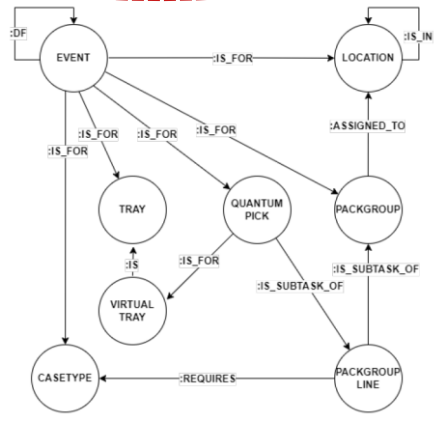 :DF
EVENT
:IS_FOR
LOCATION
:IS_IN
:IS_FOR
:IS_FOR
:IS_FOR
:IS_FOR
:ASSIGNED_TO
TRAY
QUANTUM
PICK
PACKGROUP
:IS
:IS_FOR
:IS_SUBTASK_OF
:IS_SUBTASK_OF
VIRTUAL
TRAY
CASETYPE
:REQUIRES
PACKGROUP
LINE